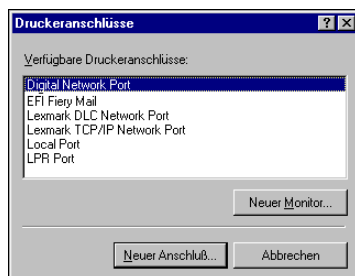 Druckeranschlüsse
Verfügbare Druckeranschlüsse:
Digital Network Port
EFI Fiery Mail
Lexmark DLC Network Port
Lexmark TCP/IP Network Port
Local Port
LPR Port
Neuer Monitor...
Neuer Anschluß...
Abbrechen